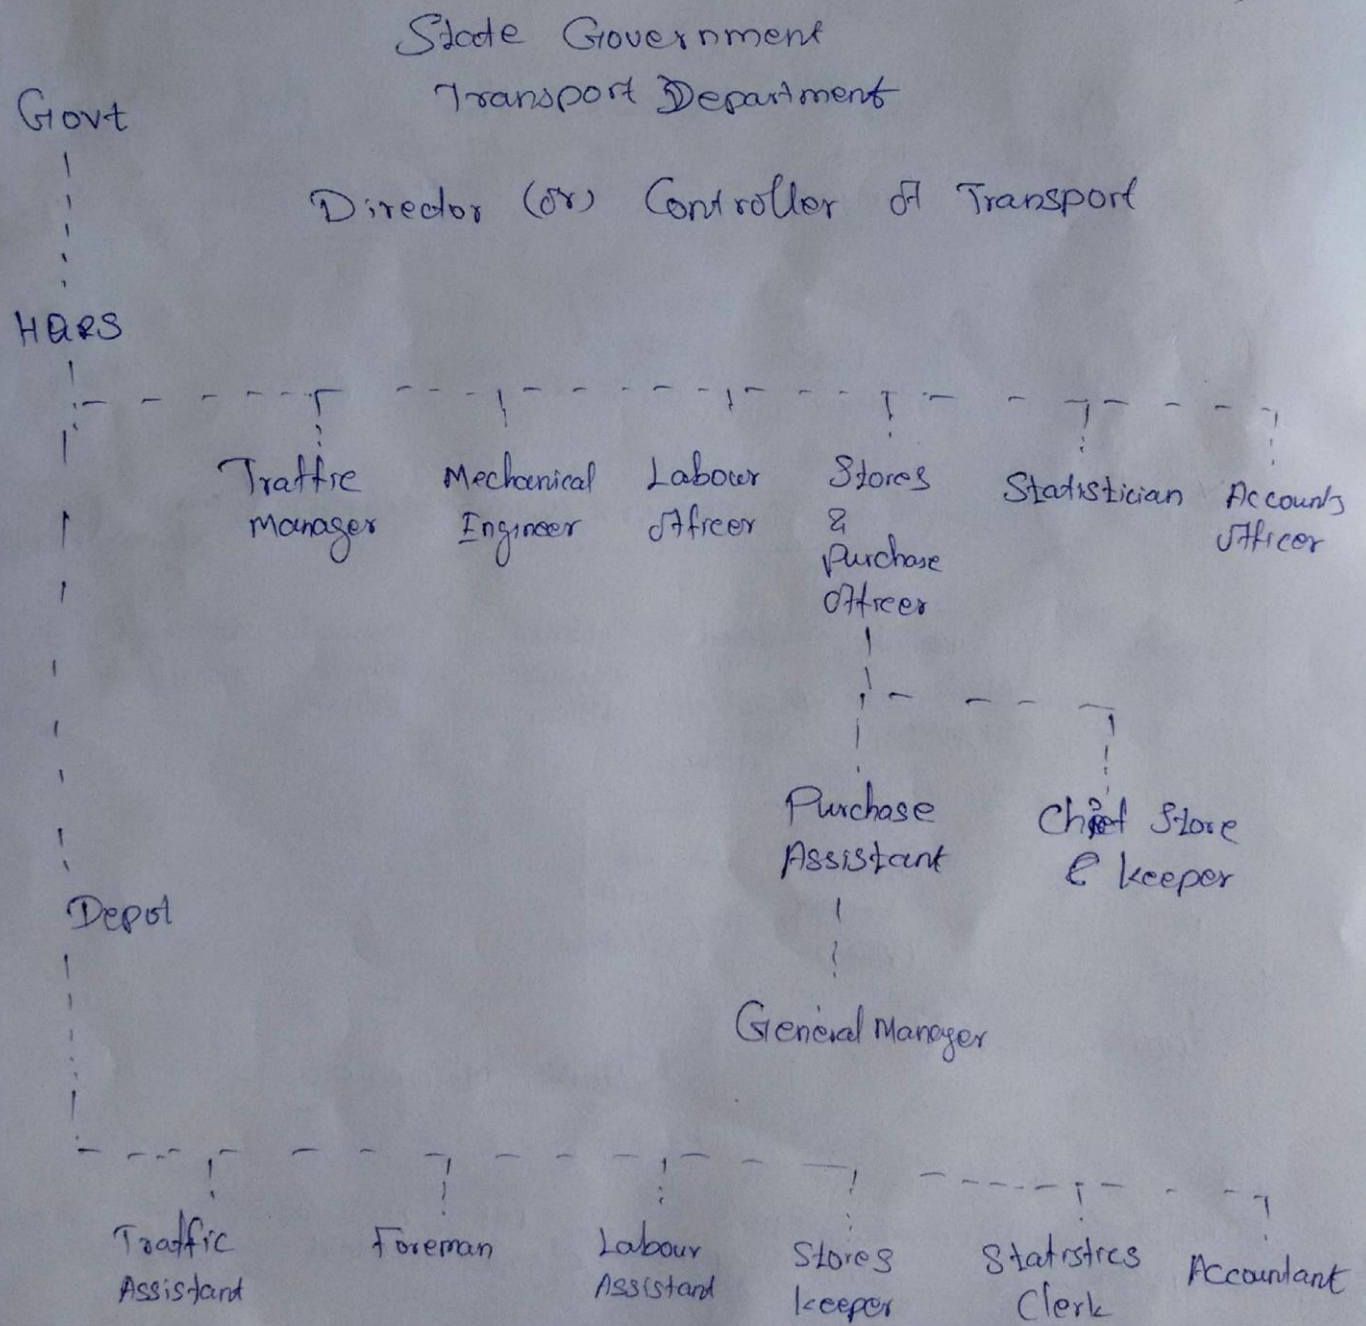 State Government
Transport Department
Govt
Director (or) Controller of Transport
HQRS
Traffic Mechanical Labour Stores Statistician Accounts
Manager Engineer Officer & Officer
Purchase
Officer
Purchase Chief Store
Assistant keeper
Depot
General Manager
Traffic Foreman Labour Stores Statistics Accountant
Assistant Assistant keeper Clerk